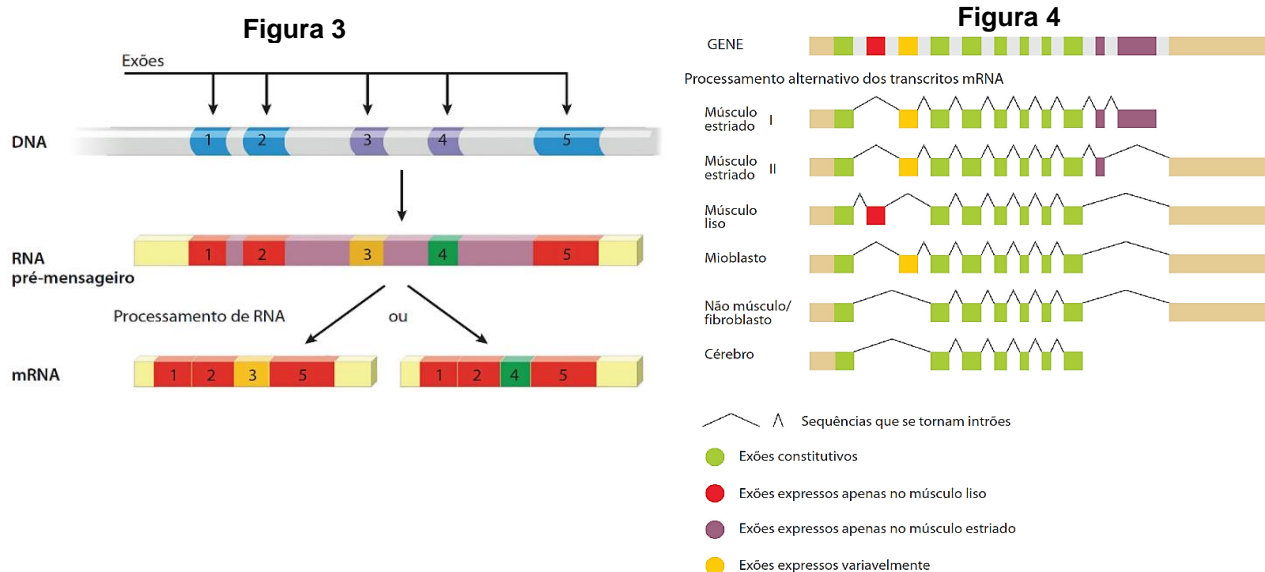 Figura 3
Exões
1 2 3 4 5
DNA
1 2 3 4 5
RNA
pré-mensageiro
Processamento de RNA ou
mRNA
1 2 3 5
1 2 4 5
Figura 4
GENE
Processamento alternativo dos transcritos mRNA
Músculo
estriado I
Músculo
estriado II
Músculo
liso
Mioblasto
Não músculo/
fibroblasto
Cérebro
Sequências que se tornam intrões
Exões constitutivos
Exões expressos apenas no músculo liso
Exões expressos apenas no músculo estriado
Exões expressos variavelmente